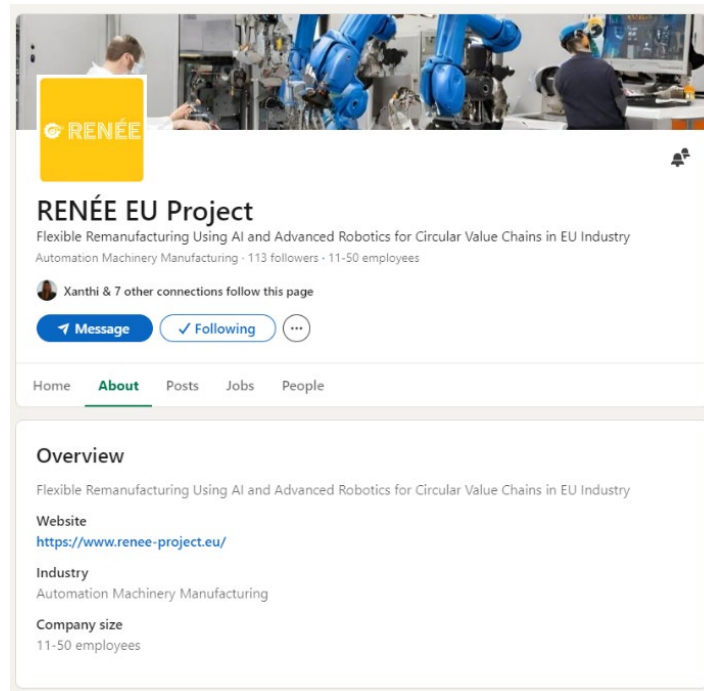 RENÉE
RENÉE EU Project
Flexible Remanufacturing Using AI and Advanced Robotics for Circular Value Chains in EU Industry
Automation Machinery Manufacturing · 113 followers · 11-50 employees
Xanthi & 7 other connections follow this page
Message Following
Home About Posts Jobs People
Overview
Flexible Remanufacturing Using AI and Advanced Robotics for Circular Value Chains in EU Industry
Website
https://www.renee-project.eu/
Industry
Automation Machinery Manufacturing
Company size
11-50 employees